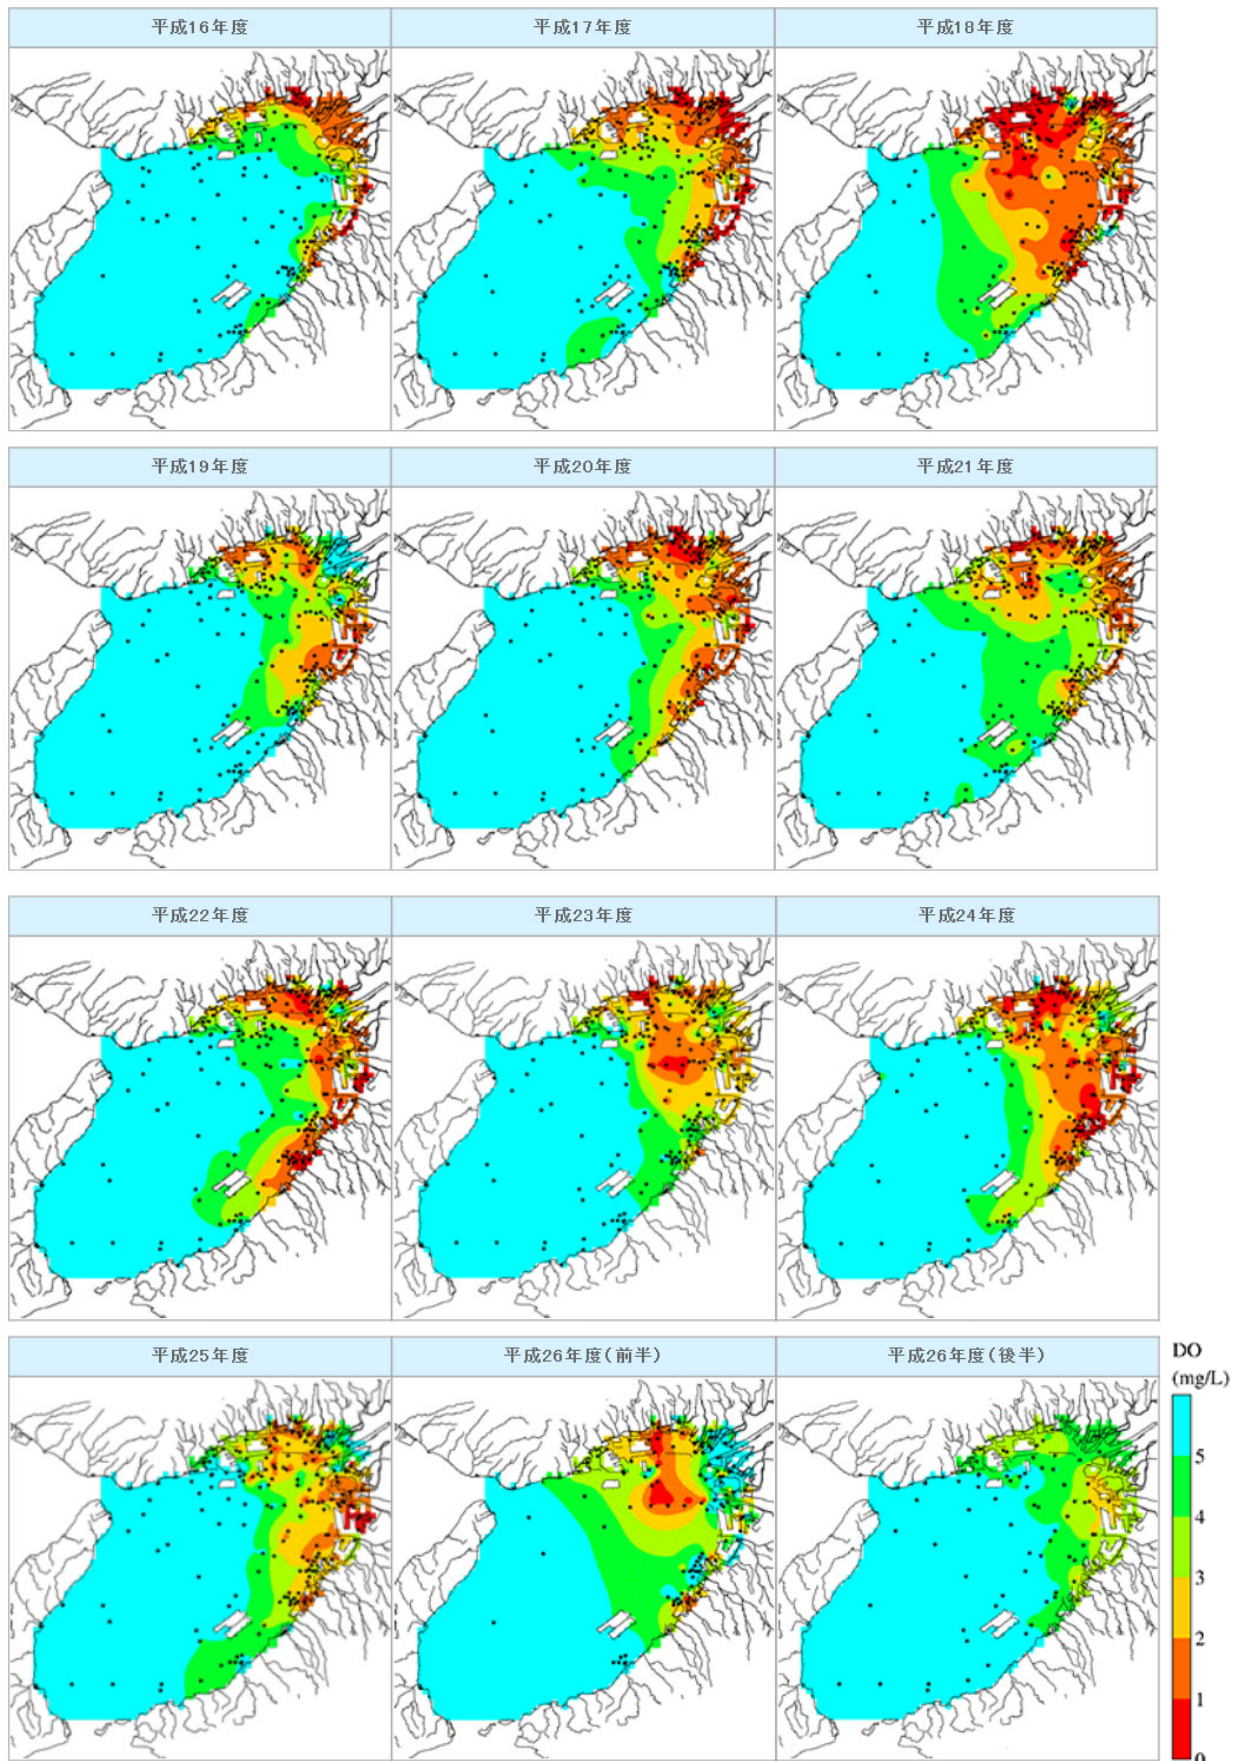 平成16年度
平成17年度
平成18年度
平成19年度
平成20年度
平成21年度
平成22年度
平成23年度
平成24年度
平成25年度
平成26年度(前半)
平成26年度(後半)
DO
(mg/L)
5
4
3
2
1
0